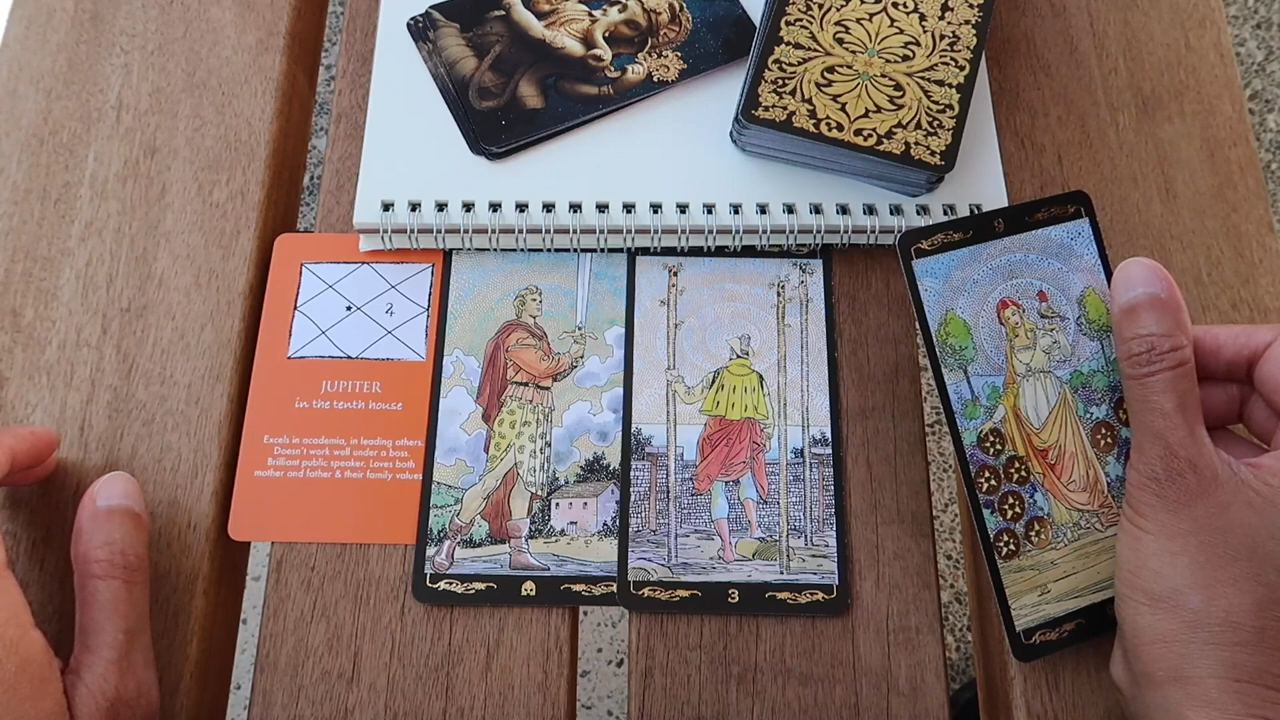 4
JUPITER
in the tenth house
Excels in academia, in leading others.
Doesn't work well under a boss.
Brilliant public speaker. Loves both
mother and father & their family values
3
9